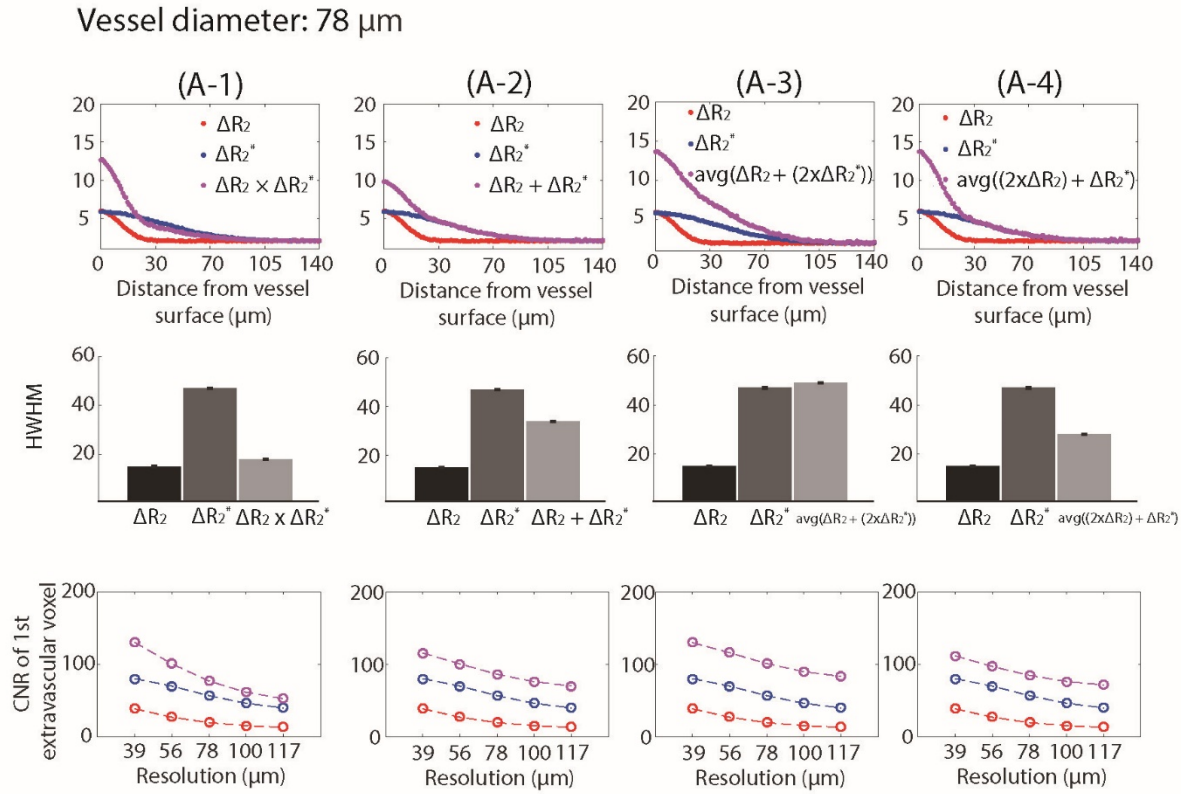 Vessel diameter: 78 μm
(A-1)
20
15
10
5
ΔR₂
ΔR₂*
ΔR₂ × ΔR₂*
0 30 70 105 140
Distance from vessel
surface (μm)
(A-2)
20
15
10
5
ΔR₂
ΔR₂*
ΔR₂ + ΔR₂*
0 30 70 105 140
Distance from vessel
surface (μm)
(A-3)
20
15
10
5
ΔR₂
ΔR₂*
avg(ΔR₂ + (2xΔR₂*))
0 30 70 105 140
Distance from vessel
surface (μm)
(A-4)
20
15
10
5
ΔR₂
ΔR₂*
avg((2xΔR₂) + ΔR₂*)
0 30 70 105 140
Distance from vessel
surface (μm)
HWHM
60
40
20
ΔR₂ ΔR₂* ΔR₂ x ΔR₂*
60
40
20
ΔR₂ ΔR₂* ΔR₂ + ΔR₂*
60
40
20
ΔR₂ ΔR₂* avg(ΔR₂ + (2xΔR₂*))
60
40
20
ΔR₂ ΔR₂* avg((2xΔR₂) + ΔR₂*)
CNR of 1st
extravascular voxel
200
100
0
39 56 78 100 117
Resolution (μm)
200
100
0
39 56 78 100 117
Resolution (μm)
200
100
0
39 56 78 100 117
Resolution (μm)
200
100
0
39 56 78 100 117
Resolution (μm)